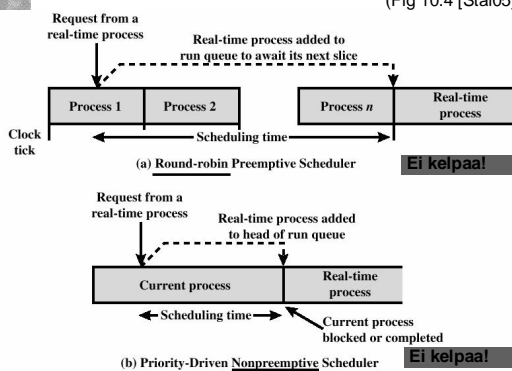 (Fig 10.4 [Stal05]
Request from a
real-time process
Real-time process added to
run queue to await its next slice
Process 1
Process 2
Process n
Real-time
process
Clock
tick
Scheduling time
(a) Round-robin Preemptive Scheduler
Ei kelpaa!
Request from a
real-time process
Real-time process added
to head of run queue
Current process
Real-time
process
Scheduling time
Current process
blocked or completed
(b) Priority-Driven Nonpreemptive Scheduler
Ei kelpaa!